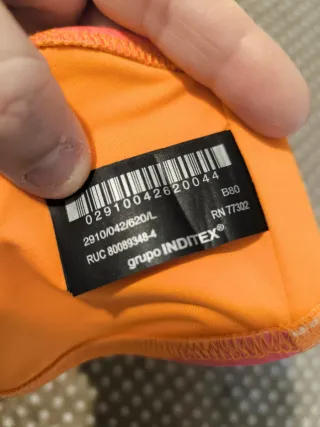 02910042620044
2910/042/620/L
B80
RUC 80089348-4
RN 77302
grupo INDITEX®